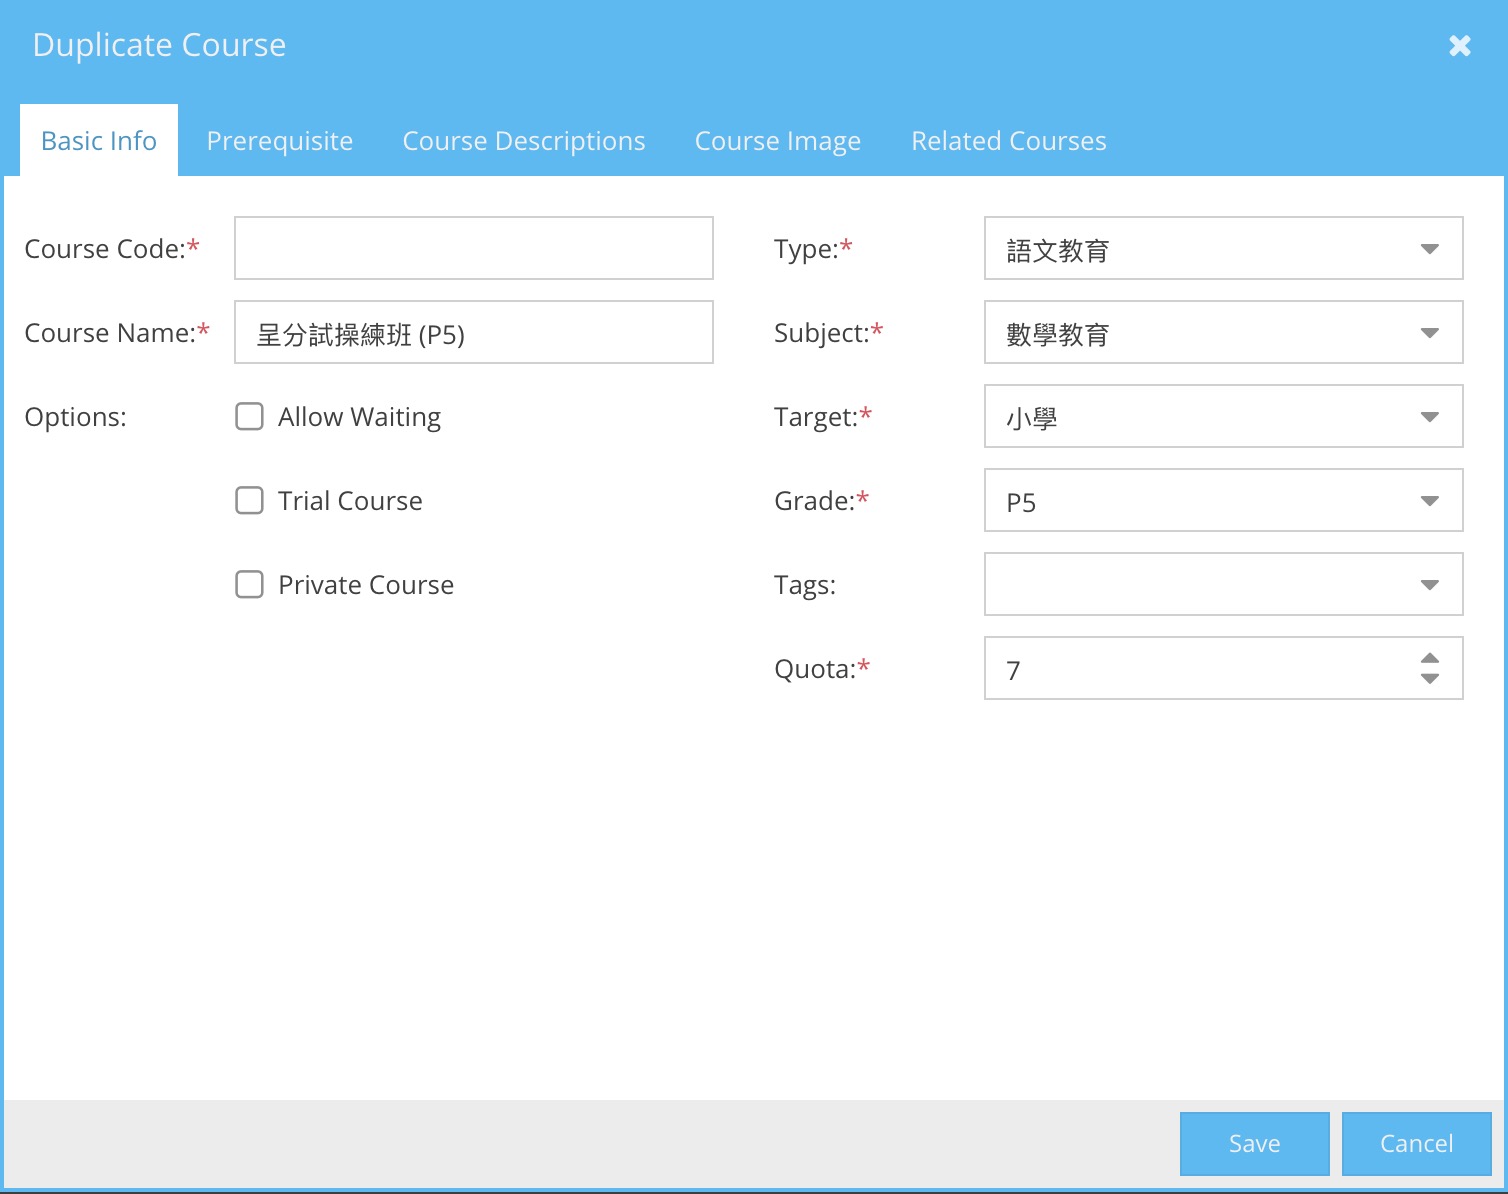 Duplicate Course
Basic Info Prerequisite Course Descriptions Course Image Related Courses
Course Code:*
Type:* 語文教育
Course Name:* 呈分試操練班 (P5)
Subject:* 數學教育
Options: Allow Waiting
Target:* 小學
Trial Course
Grade:* P5
Private Course
Tags:
Quota:* 7
Save Cancel